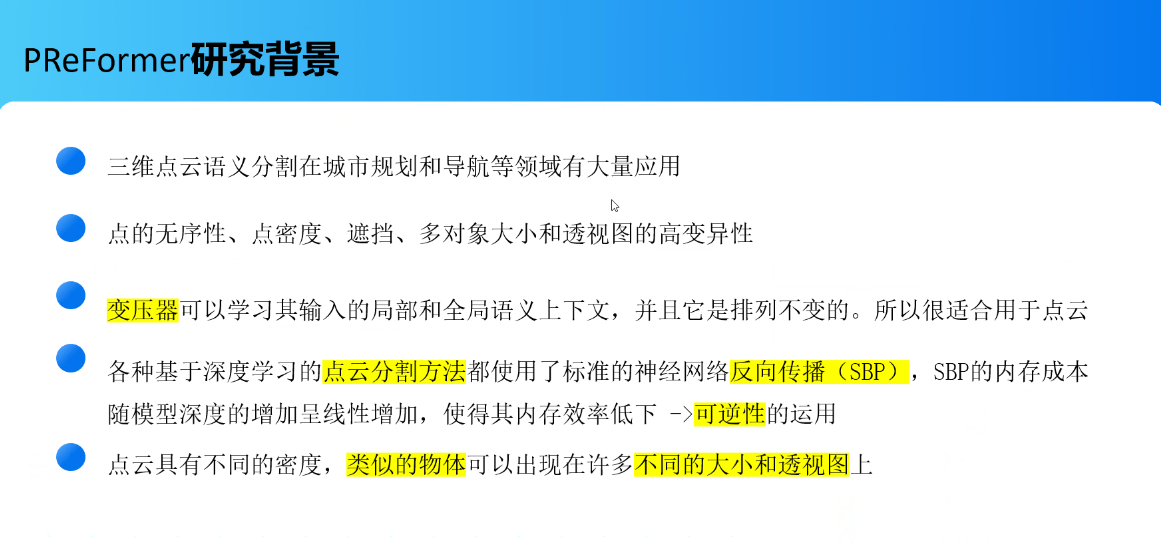 PReFormer研究背景
三维点云语义分割在城市规划和导航等领域有大量应用
点的无序性、点密度、遮挡、多对象大小和透视图的高变异性
变压器可以学习其输入的局部和全局语义上下文，并且它是排列不变的。所以很适合用于点云
各种基于深度学习的点云分割方法都使用了标准的神经网络反向传播（SBP），SBP的内存成本
随模型深度的增加呈线性增加，使得其内存效率低下 ->可逆性的运用
点云具有不同的密度，类似的物体可以出现在许多不同的大小和透视图上